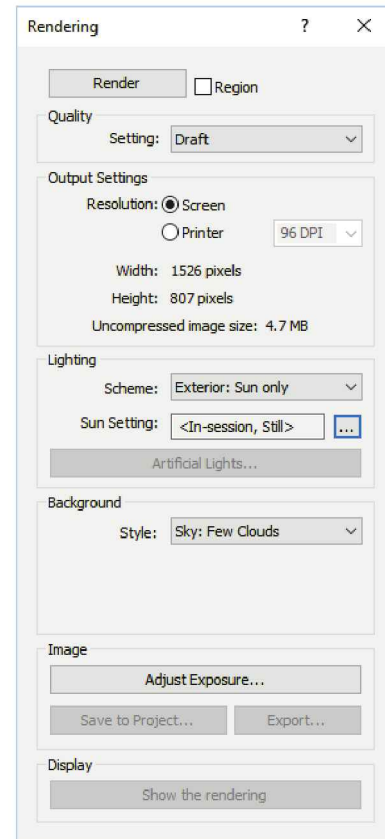 Rendering ?
Render Region
Quality
Setting: Draft
Output Settings
Resolution: Screen
Printer 96 DPI
Width: 1526 pixels
Height: 807 pixels
Uncompressed image size: 4.7 MB
Lighting
Scheme: Exterior: Sun only
Sun Setting: <In-session, Still> ...
Artificial Lights...
Background
Style: Sky: Few Clouds
Image
Adjust Exposure...
Save to Project... Export...
Display
Show the rendering